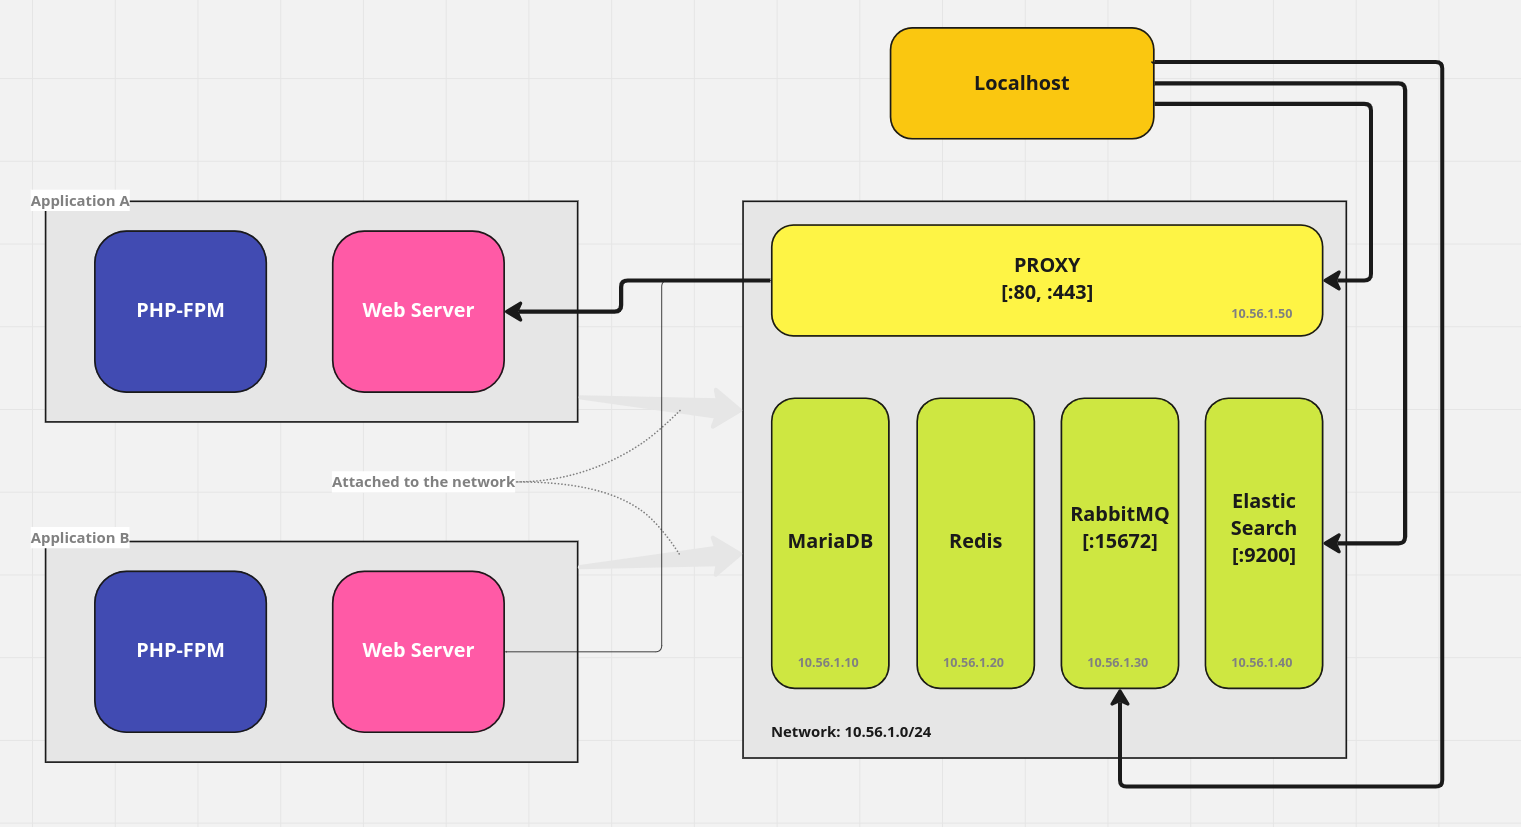 Localhost
Application A
PHP-FPM
Web Server
PROXY
[:80, :443]
10.56.1.50
Attached to the network
Application B
PHP-FPM
Web Server
MariaDB
10.56.1.10
Redis
10.56.1.20
RabbitMQ
[:15672]
10.56.1.30
Elastic
Search
[:9200]
10.56.1.40
Network: 10.56.1.0/24